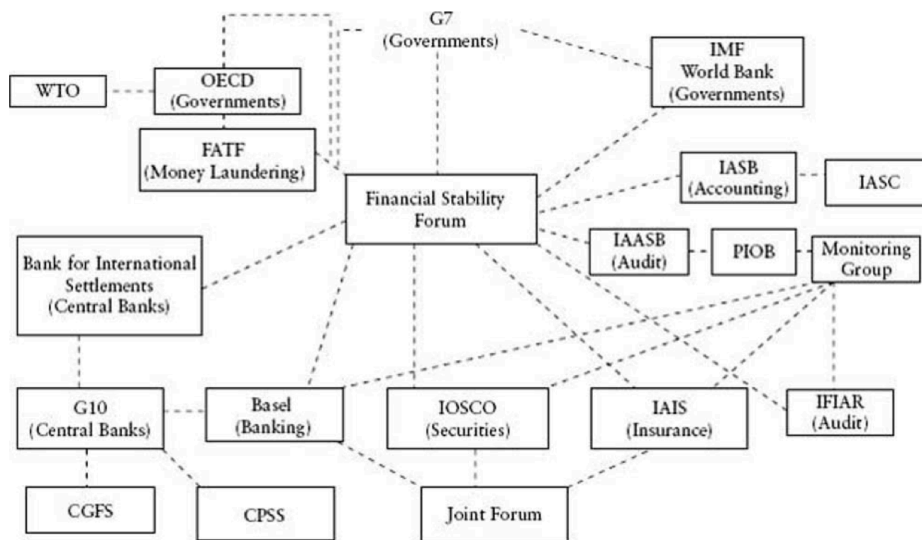 G7
(Governments)
IMF
World Bank
(Governments)
WTO
OECD
(Governments)
FATF
(Money Laundering)
Financial Stability
Forum
IASB
(Accounting)
IASC
IAASB
(Audit)
PIOB
Monitoring
Group
Bank for International
Settlements
(Central Banks)
G10
(Central Banks)
Basel
(Banking)
IOSCO
(Securities)
IAIS
(Insurance)
IFIAR
(Audit)
CGFS
CPSS
Joint Forum